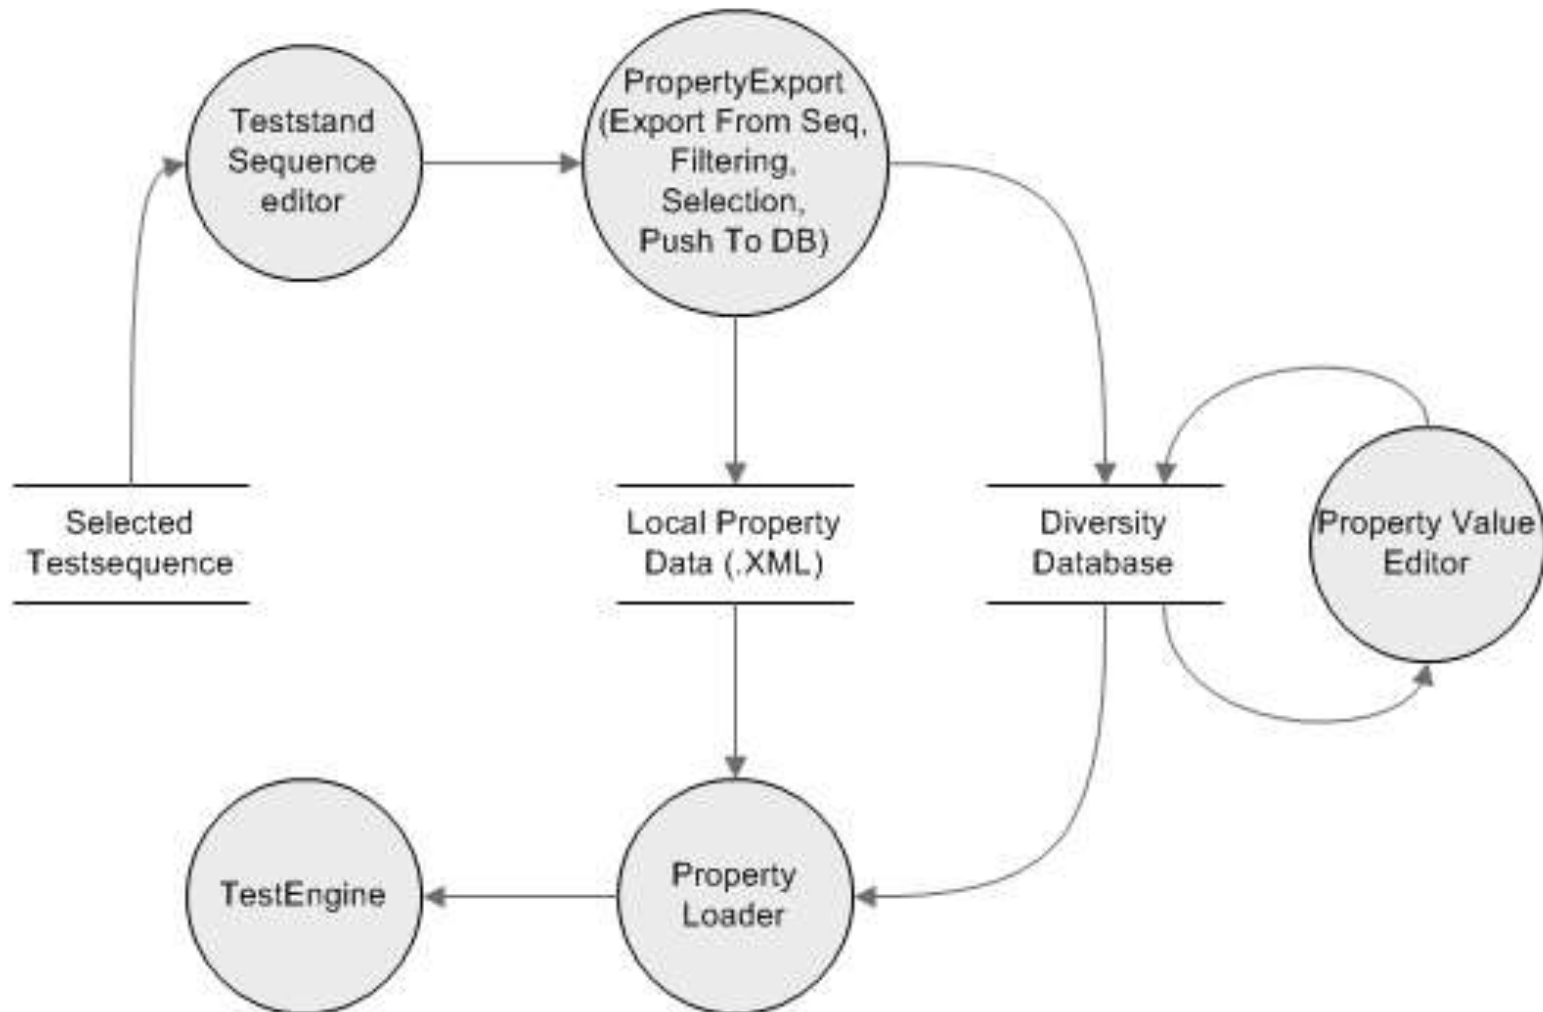 Teststand
Sequence
editor
PropertyExport
(Export From Seq,
Filtering,
Selection,
Push To DB)
Selected
Testsequence
Local Property
Data (.XML)
Diversity
Database
Property Value
Editor
TestEngine
Property
Loader